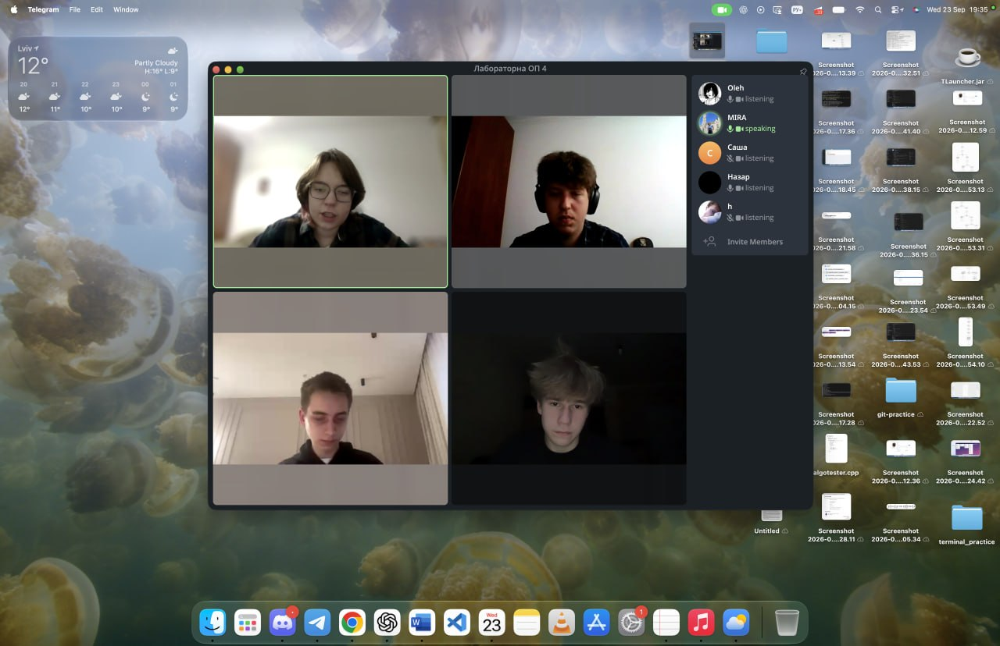 Telegram File Edit Window
РУ•
33
Wed 23 Sep 19:35
Lviv
12°
Partly Cloudy
H:16° L:9°
20 21 22 23 00 01
12° 11° 10° 10° 9° 9°
Лабораторна ОП 4
Oleh
listening
MIRA
speaking
C
Саша
listening
Назар
listening
h
listening
Invite Members
Screenshot
2026-0....13.39
Screenshot
2026-0....32.51
TLauncher.jar
Screenshot
2026-0....17.36
Screenshot
2026-0....41.40
Screenshot
2026-0....12.59
Screenshot
2026-0....18.45
Screenshot
2026-0....38.15
Screenshot
2026-0....53.13
Screenshot
2026-0....21.58
Screenshot
2026-0....36.15
Screenshot
2026-0....53.31
Screenshot
2026-0....04.15
Screenshot
2026-0....23.54
Screenshot
2026-0....53.49
Screenshot
2026-0....13.54
Screenshot
2026-0....43.53
Screenshot
2026-0....54.10
Screenshot
2026-0....17.28
git-practice
Screenshot
2026-0....22.52
algotester.cpp
Screenshot
2026-0....12.36
Screenshot
2026-0....24.42
Untitled
Screenshot
2026-0....28.11
Screenshot
2026-0....05.34
terminal_practice
W
Wed
23
1